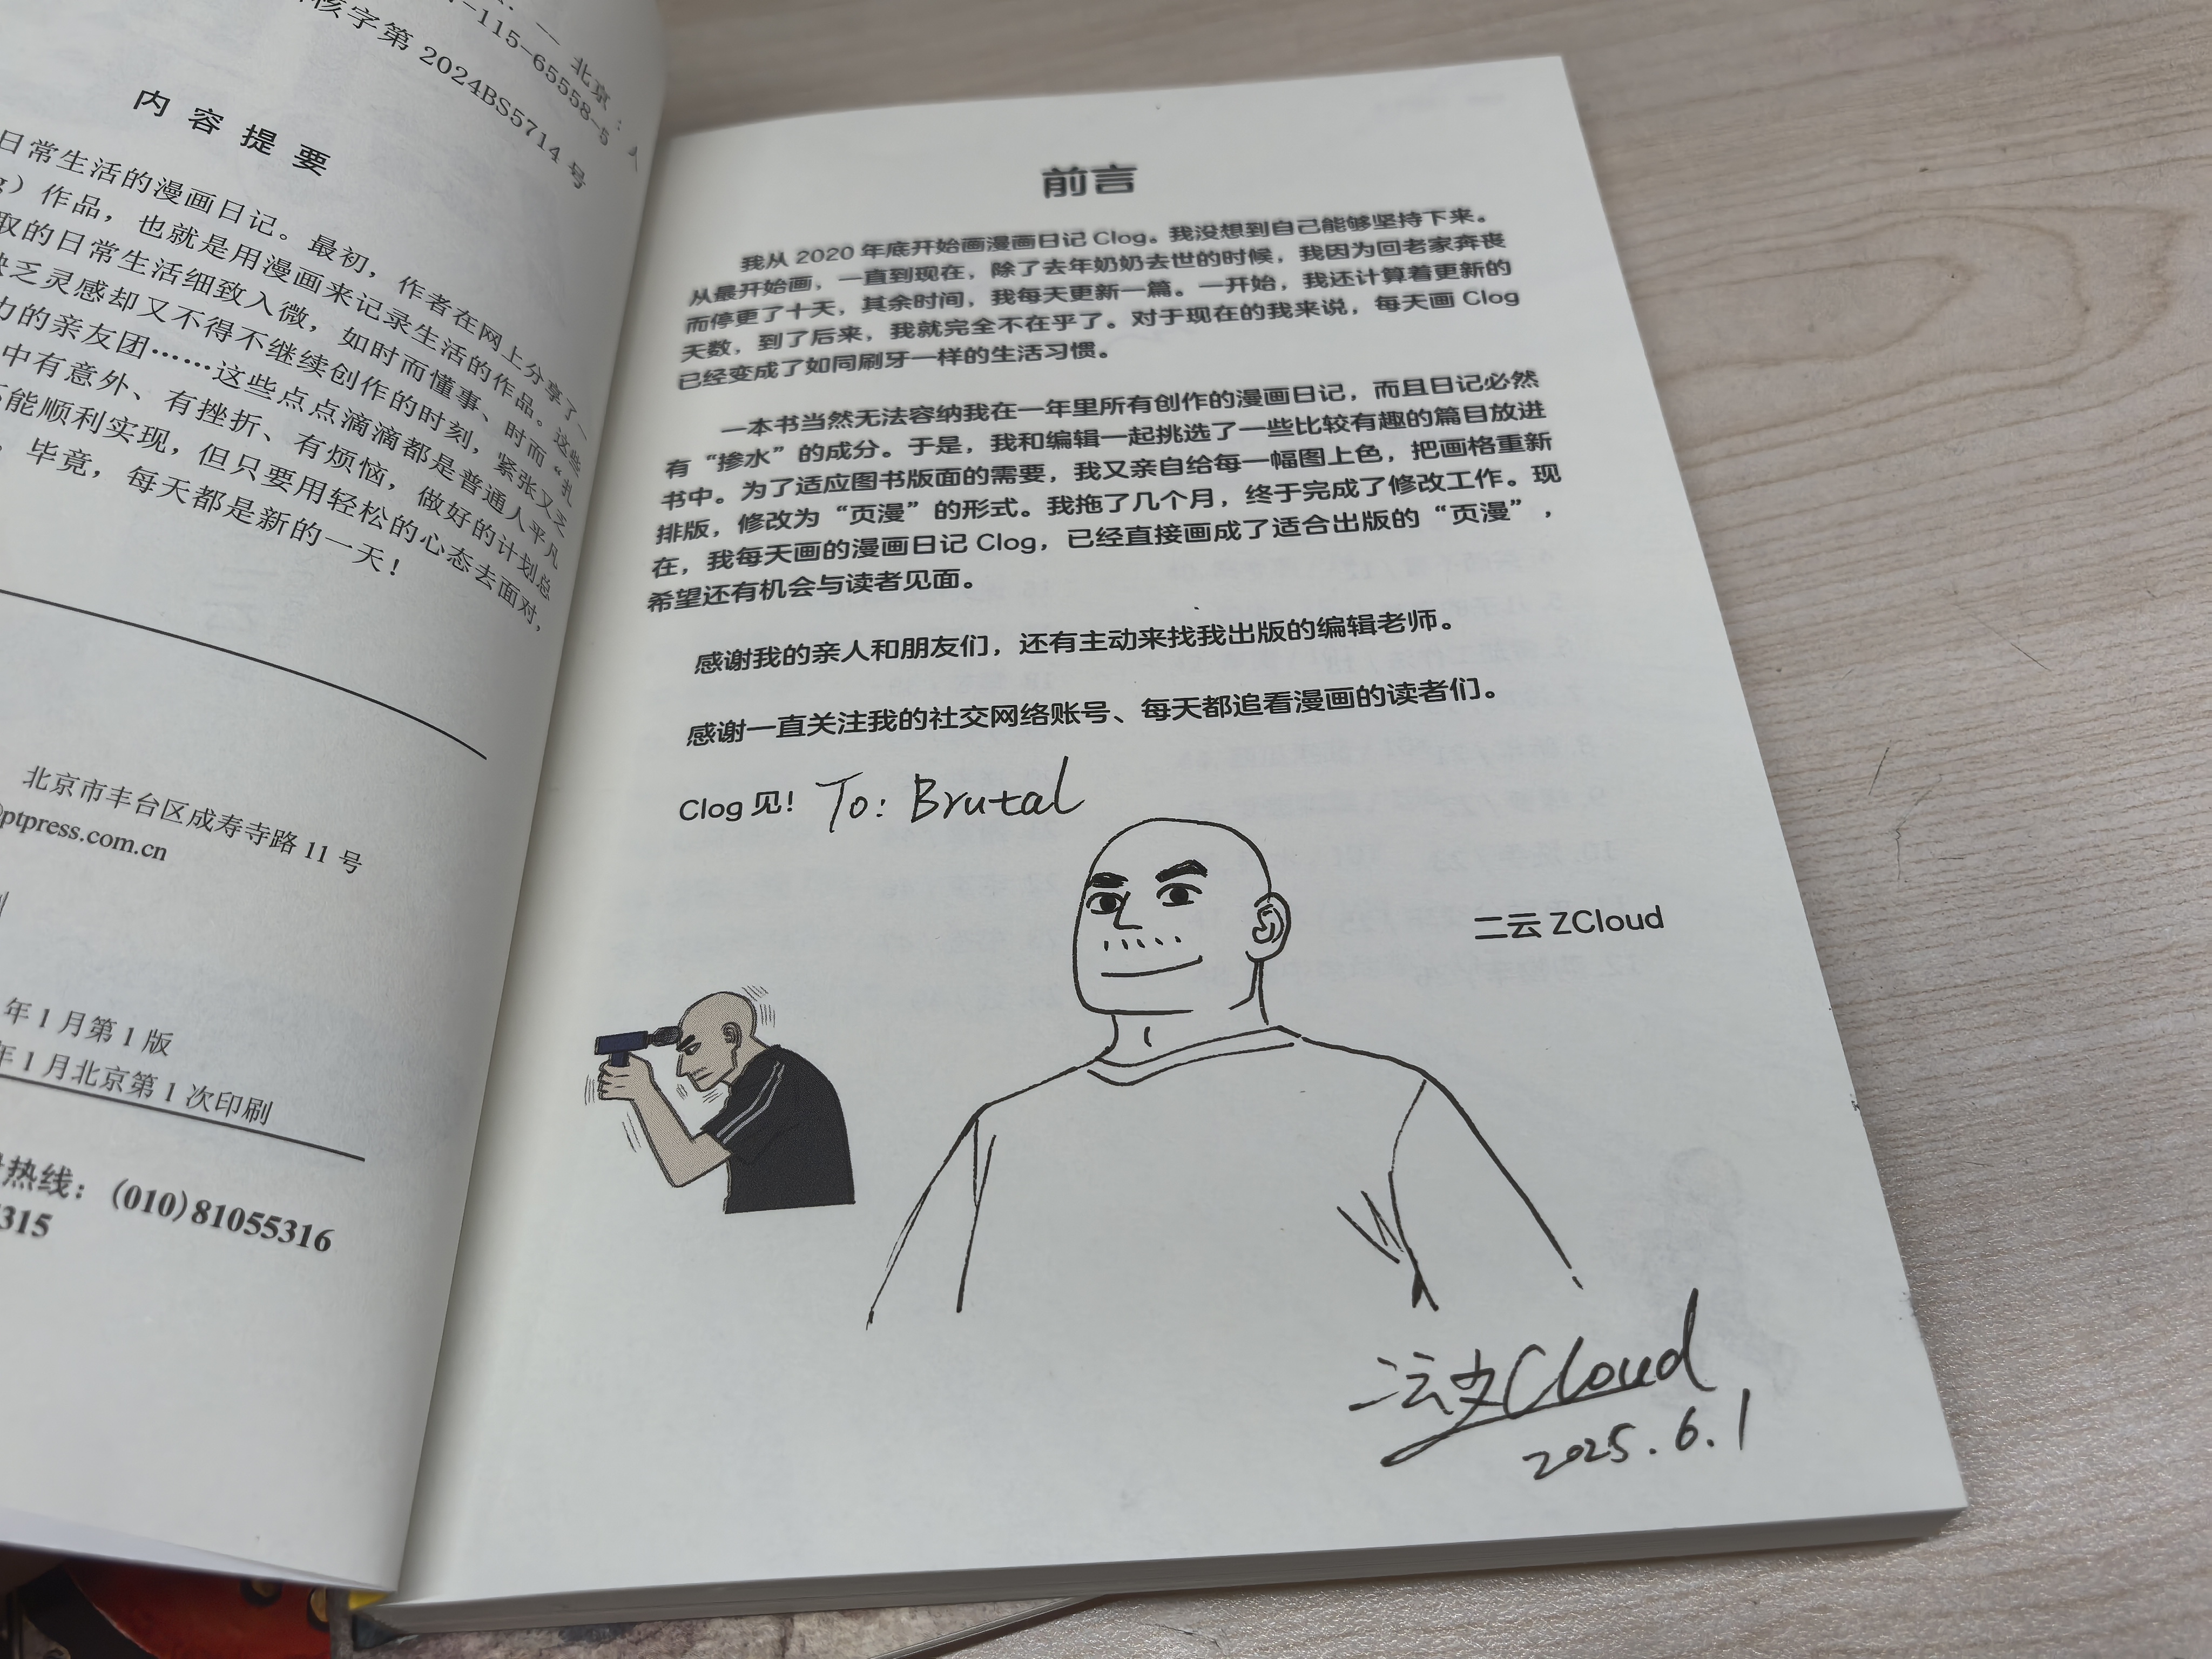 北京
-115-65558-5
核字第 2024BS5714 号
内 容 提 要
日常生活的漫画日记。最初，作者在网上分享了
作品，也就是用漫画来记录生活的作品。这些
取的日常生活细致入微，如时而懂事、时而“扎
乏灵感却又不得不继续创作的时刻，紧张又乏
力的亲友团……这些点点滴滴都是普通人平凡
中有意外、有挫折、有烦恼，做好的计划总
能顺利实现，但只要用轻松的心态去面对，
毕竟，每天都是新的一天！
北京市丰台区成寿寺路 11 号
ptpress.com.cn
年 1 月第 1 版
年 1 月北京第 1 次印刷
热线：(010)81055316
315
前言
我从 2020 年底开始画漫画日记 Clog。我没想到自己能够坚持下来。
从最开始画，一直到现在，除了去年奶奶去世的时候，我因为回老家奔丧
而停更了十天，其余时间，我每天更新一篇。一开始，我还计算着更新的
天数，到了后来，我就完全不在乎了。对于现在的我来说，每天画 Clog
已经变成了如同刷牙一样的生活习惯。
一本书当然无法容纳我在一年里所有创作的漫画日记，而且日记必然
有“掺水”的成分。于是，我和编辑一起挑选了一些比较有趣的篇目放进
书中。为了适应图书版面的需要，我又亲自给每一幅图上色，把画格重新
排版，修改为“页漫”的形式。我拖了几个月，终于完成了修改工作。现
在，我每天画的漫画日记 Clog，已经直接画成了适合出版的“页漫”，
希望还有机会与读者见面。
感谢我的亲人和朋友们，还有主动来找我出版的编辑老师。
感谢一直关注我的社交网络账号、每天都追看漫画的读者们。
Clog 见！ To: Brutal
二云 ZCloud
二云ZCloud
2025.6.1